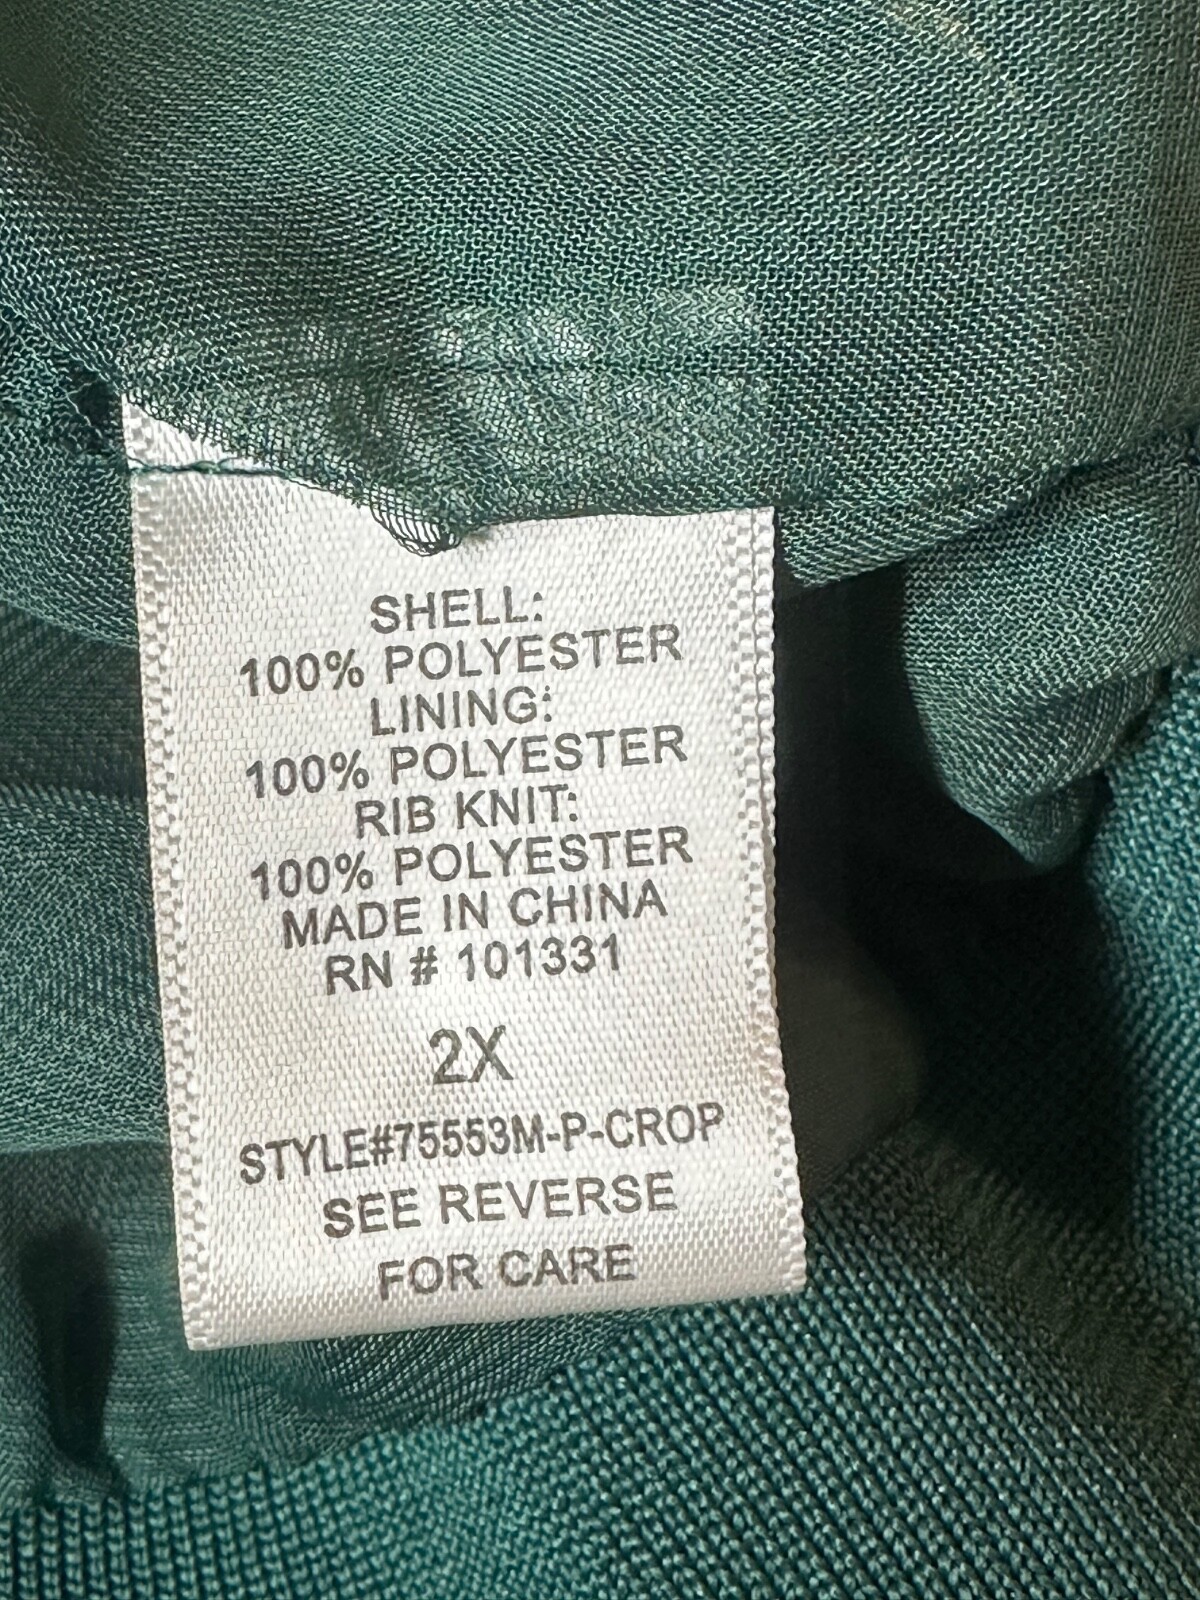 SHELL:
100% POLYESTER
LINING:
100% POLYESTER
RIB KNIT:
100% POLYESTER
MADE IN CHINA
RN # 101331
2X
STYLE#75553M-P-CROP
SEE REVERSE
FOR CARE